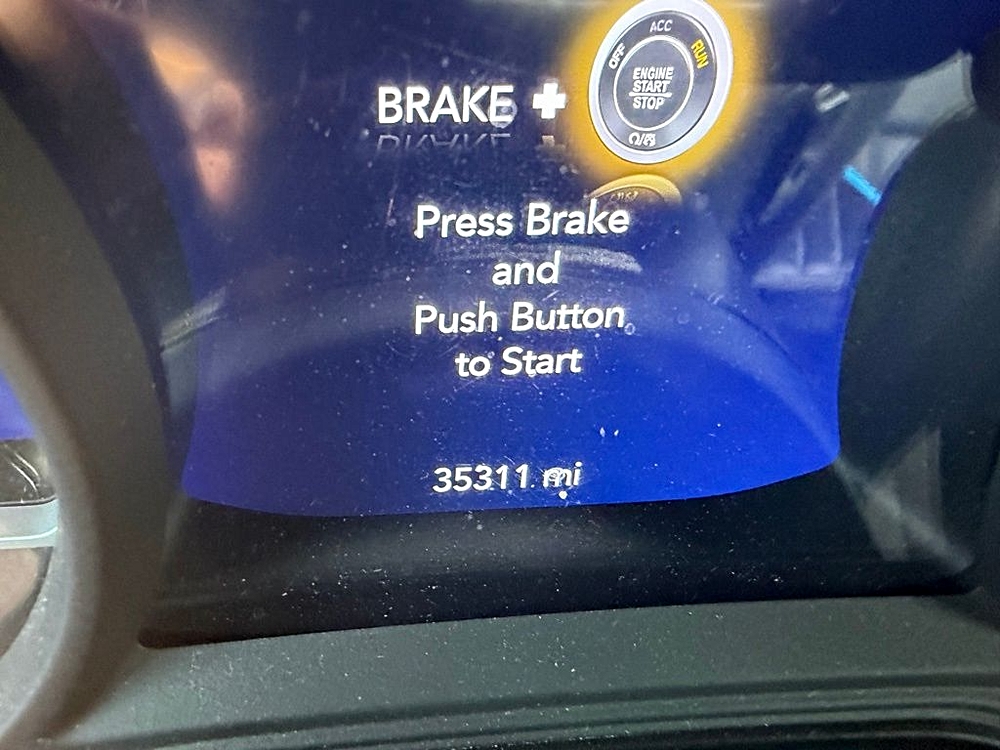 ACC
OFF
RUN
ENGINE
START
STOP
BRAKE +
Press Brake
and
Push Button
to Start
35311 mi